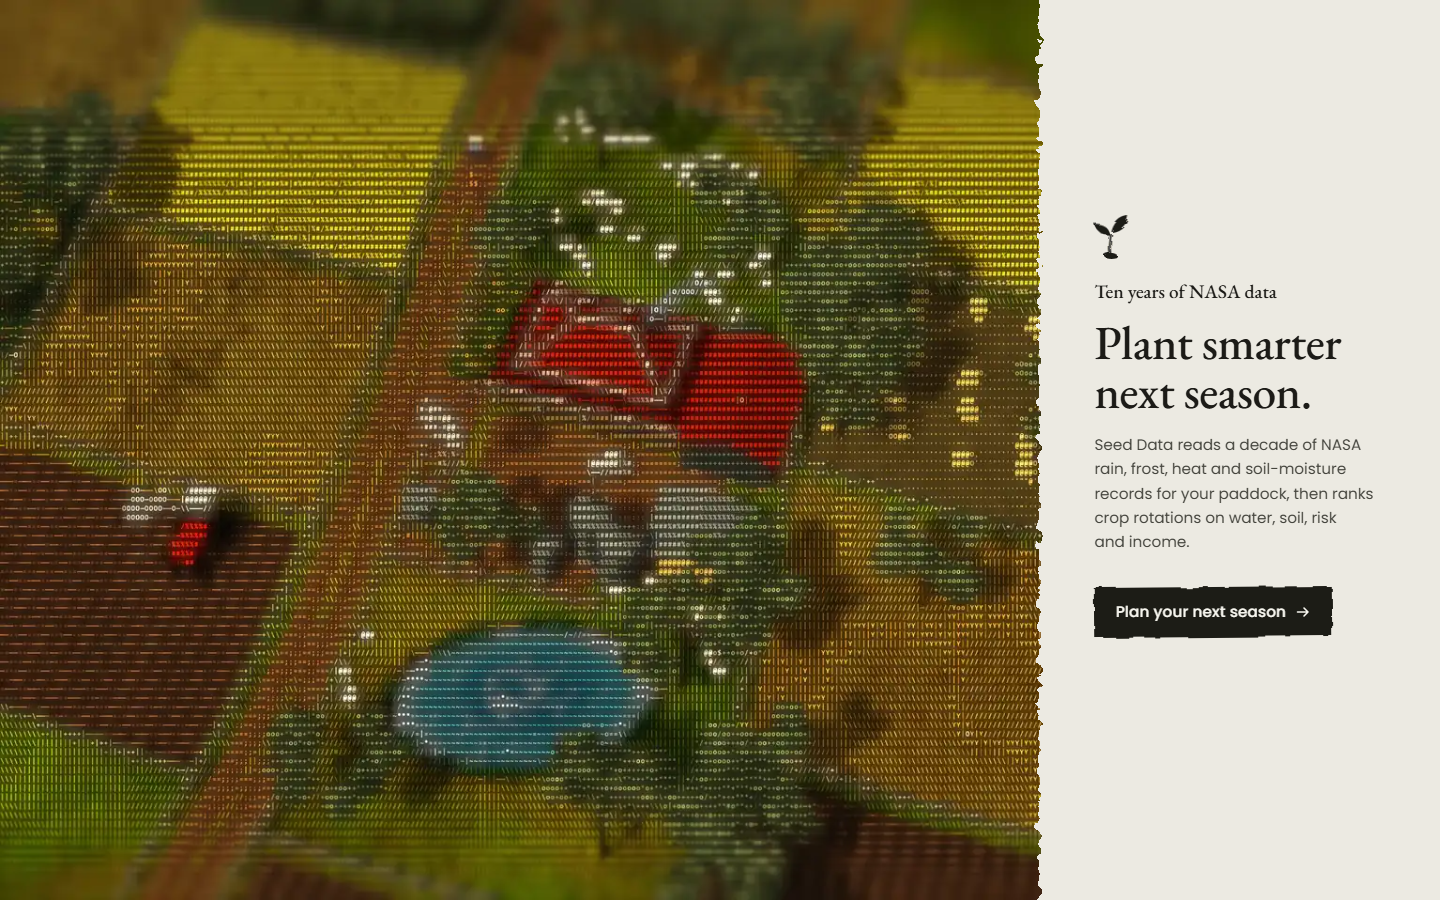 Ten years of NASA data
Plant smarter
next season.
Seed Data reads a decade of NASA
rain, frost, heat and soil-moisture
records for your paddock, then ranks
crop rotations on water, soil, risk
and income.
Plan your next season →